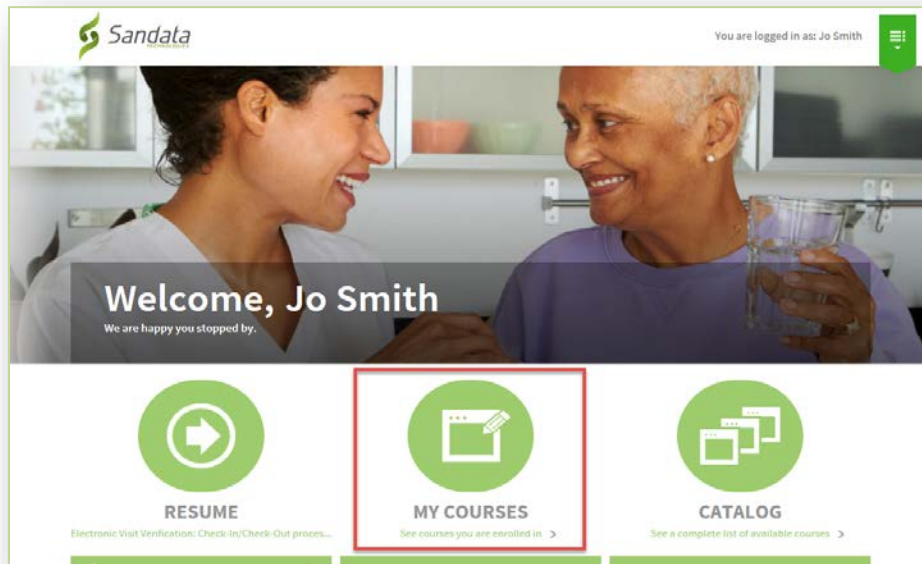 Sandata
TECHNOLOGIES
You are logged in as: Jo Smith
Welcome, Jo Smith
We are happy you stopped by.
RESUME
MY COURSES
CATALOG
Electronic Visit Verification: Check-In/Check-Out proces...
See courses you are enrolled in >
See a complete list of available courses >